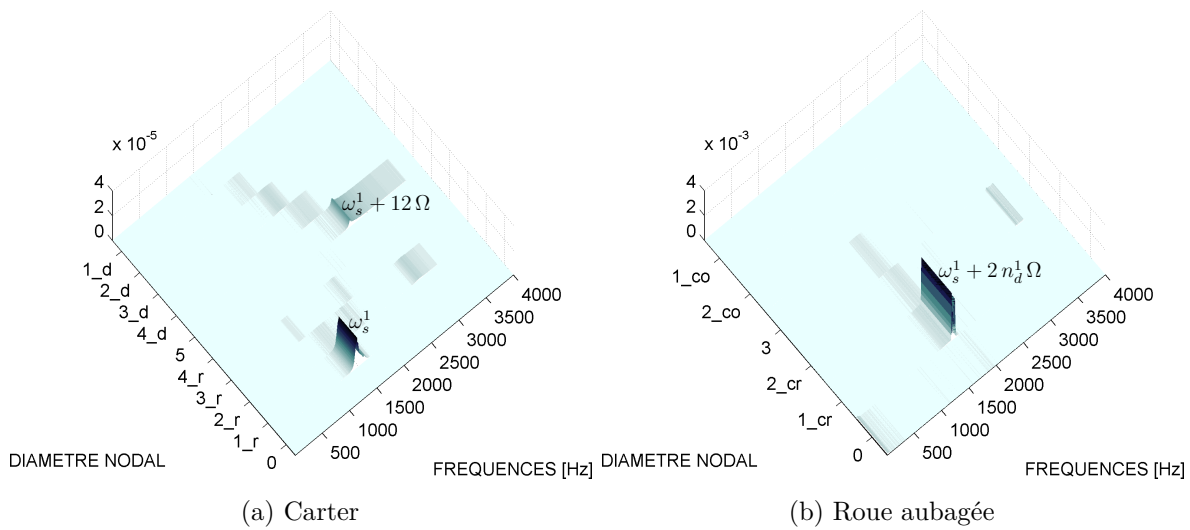 x 10^-5
4
2
0
1_d
2_d
3_d
4_d
5
4_r
3_r
2_r
1_r
0
500
1000
1500
2000
2500
3000
3500
4000
ω_s^1 + 12 Ω
ω_s^1
DIAMETRE NODAL
FREQUENCES [Hz]
(a) Carter
x 10^-3
4
2
0
1_co
2_co
3
2_cr
1_cr
0
500
1000
1500
2000
2500
3000
3500
4000
ω_s^1 + 2 n_d^1 Ω
DIAMETRE NODAL
FREQUENCES [Hz]
(b) Roue aubagée